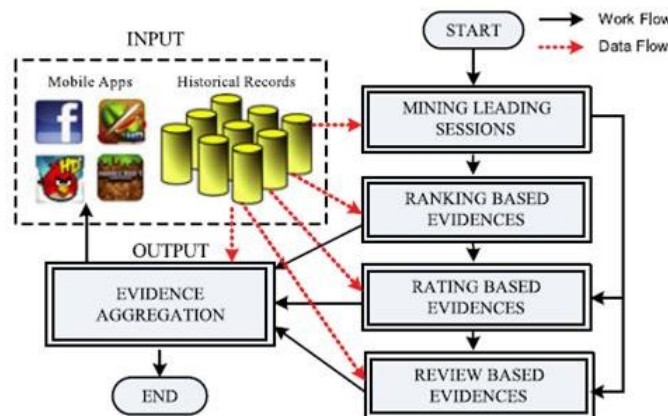 START
Work Flow
Data Flow
INPUT
Mobile Apps
Historical Records
MINING LEADING
SESSIONS
RANKING BASED
EVIDENCES
OUTPUT
EVIDENCE
AGGREGATION
RATING BASED
EVIDENCES
REVIEW BASED
EVIDENCES
END
f
HD